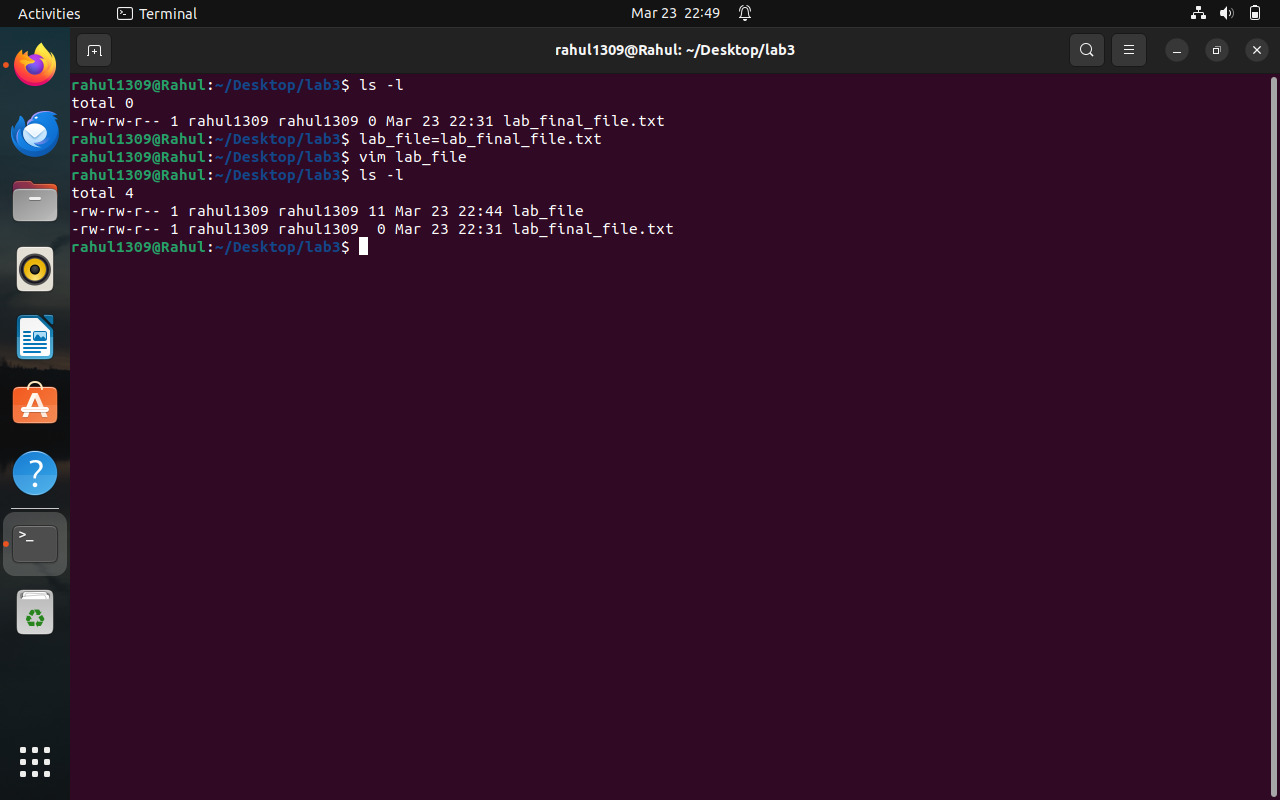 Activities Terminal Mar 23 22:49
rahul1309@Rahul: ~/Desktop/lab3
rahul1309@Rahul:~/Desktop/lab3$ ls -l
total 0
-rw-rw-r-- 1 rahul1309 rahul1309 0 Mar 23 22:31 lab_final_file.txt
rahul1309@Rahul:~/Desktop/lab3$ lab_file=lab_final_file.txt
rahul1309@Rahul:~/Desktop/lab3$ vim lab_file
rahul1309@Rahul:~/Desktop/lab3$ ls -l
total 4
-rw-rw-r-- 1 rahul1309 rahul1309 11 Mar 23 22:44 lab_file
-rw-rw-r-- 1 rahul1309 rahul1309  0 Mar 23 22:31 lab_final_file.txt
rahul1309@Rahul:~/Desktop/lab3$